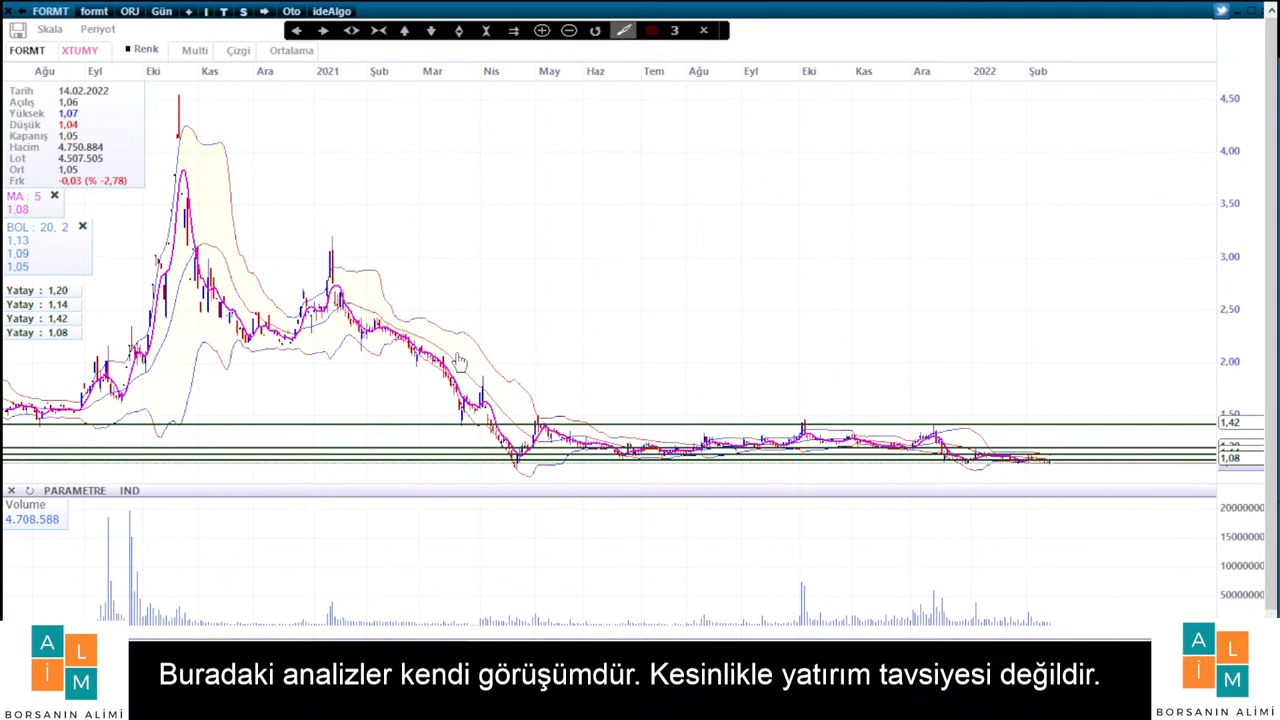 FORMT formt ORJ Gün + I T S Oto ideAlgo
Skala Periyot
3 x
FORMT XTUMY Renk Multi Çizgi Ortalama
Ağu Eyl Eki Kas Ara 2021 Şub Mar Nis May Haz Tem Ağu Eyl Eki Kas Ara 2022 Şub
Tarih 14.02.2022
Açılış 1,06
Yüksek 1,07
Düşük 1,04
Kapanış 1,05
Hacim 4.750.884
Lot 4.507.505
Ort 1,05
Frk -0,03 (% -2,78)
MA : 5
1,08
BOL : 20, 2
1,13
1,09
1,05
Yatay : 1,20
Yatay : 1,14
Yatay : 1,42
Yatay : 1,08
4,50
4,00
3,50
3,00
2,50
2,00
1,50
1,42
1,08
PARAMETRE IND
Volume
4.708.588
20000000
15000000
10000000
50000000
A L İ M
BORSANIN ALİMİ
Buradaki analizler kendi görüşümdür. Kesinlikle yatırım tavsiyesi değildir.
A L İ M
BORSANIN ALİMİ